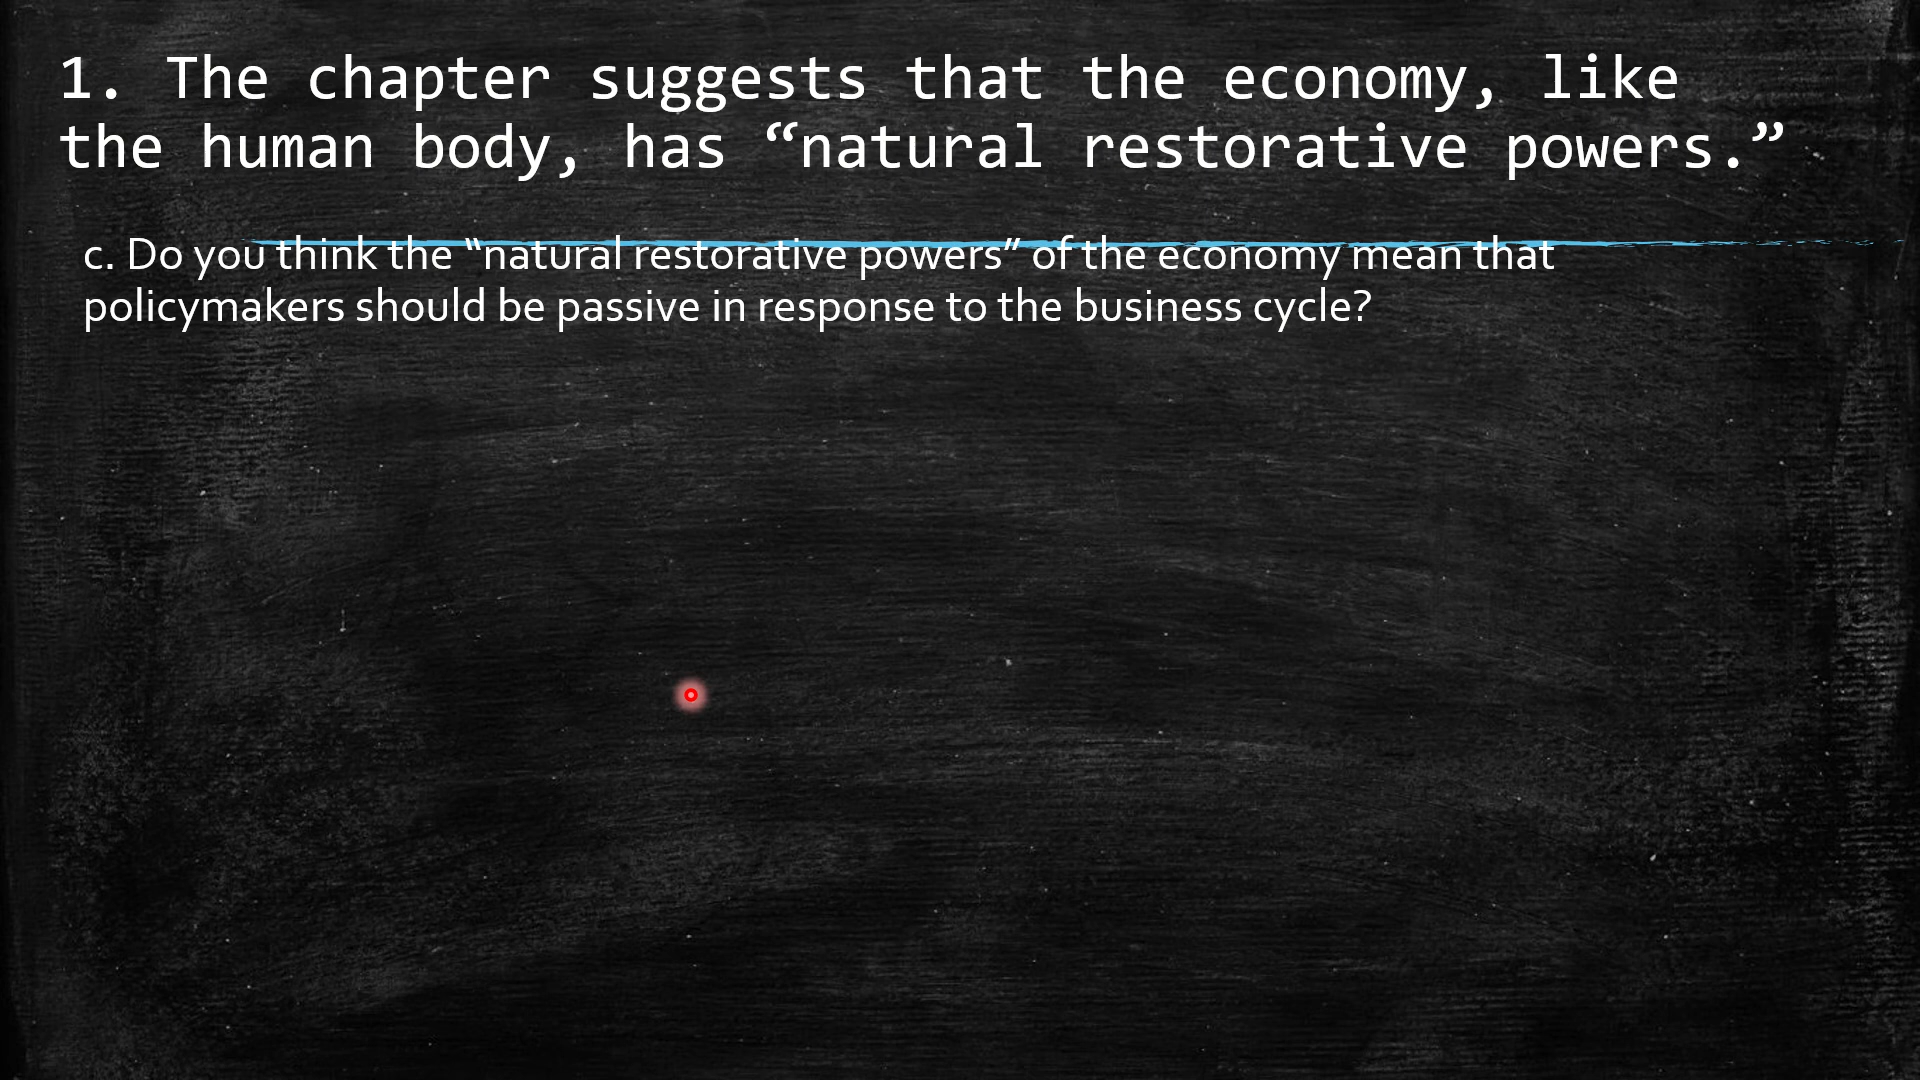 1. The chapter suggests that the economy, like
the human body, has “natural restorative powers.”
c. Do you think the “natural restorative powers” of the economy mean that
policymakers should be passive in response to the business cycle?